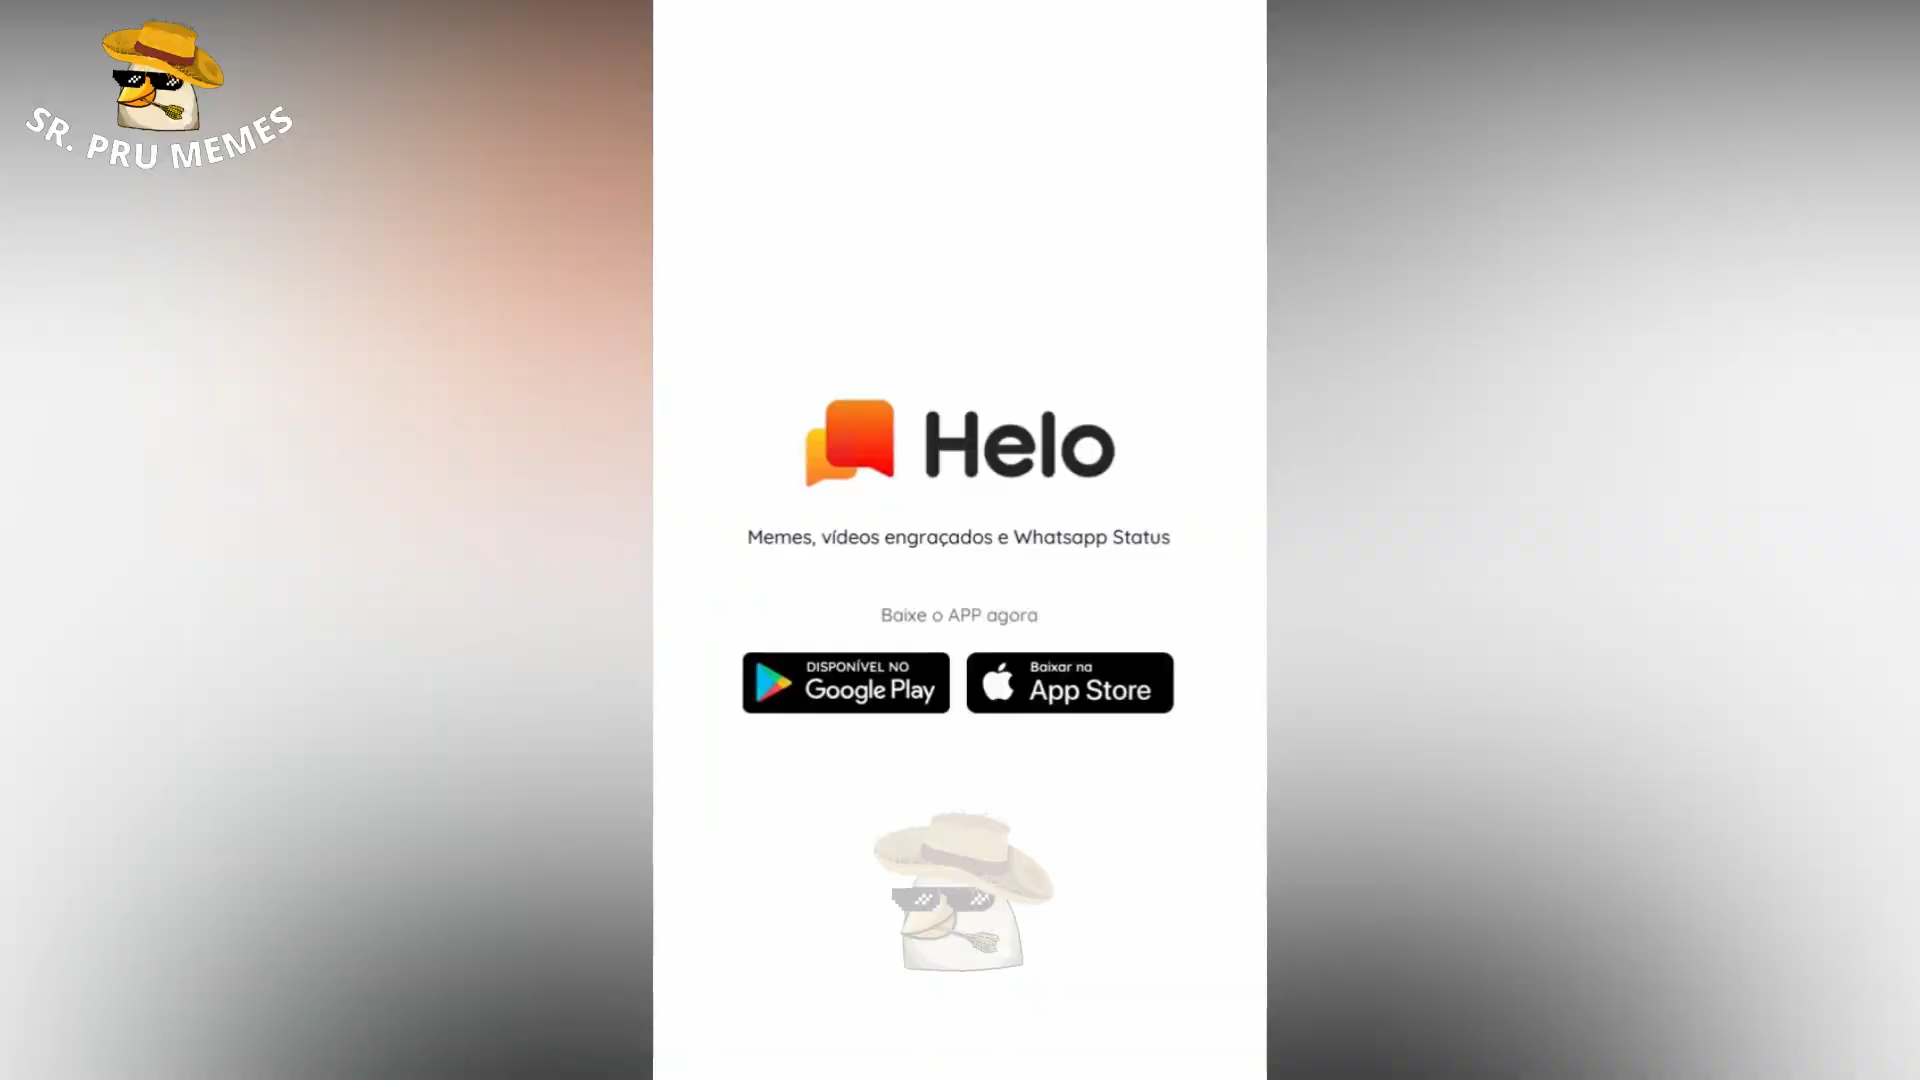 SR. PRU MEMES
Helo
Memes, vídeos engraçados e Whatsapp Status
Baixe o APP agora
DISPONÍVEL NO
Google Play
Baixar na
App Store